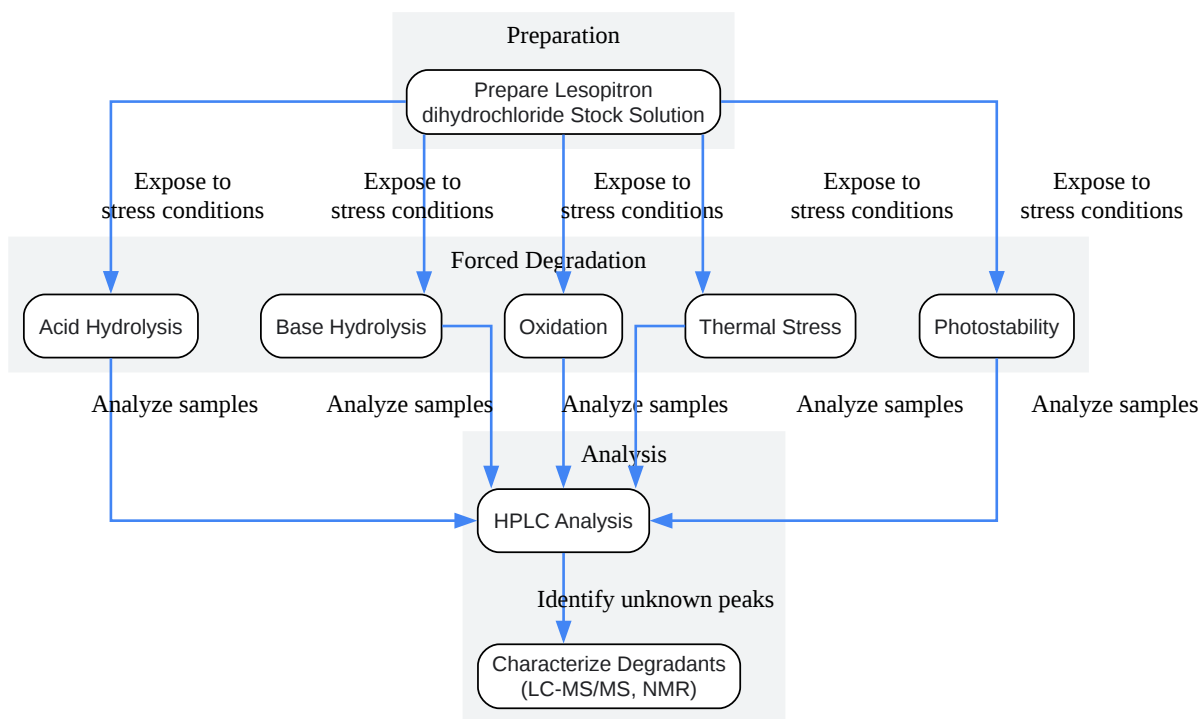 Preparation
Prepare Lesopitron
dihydrochloride Stock Solution
Expose to
stress conditions
Expose to
stress conditions
Expose to
stress conditions
Expose to
stress conditions
Expose to
stress conditions
Forced Degradation
Acid Hydrolysis
Base Hydrolysis
Oxidation
Thermal Stress
Photostability
Analyze samples
Analyze samples
Analyze samples
Analyze samples
Analyze samples
Analysis
HPLC Analysis
Identify unknown peaks
Characterize Degradants
(LC-MS/MS, NMR)